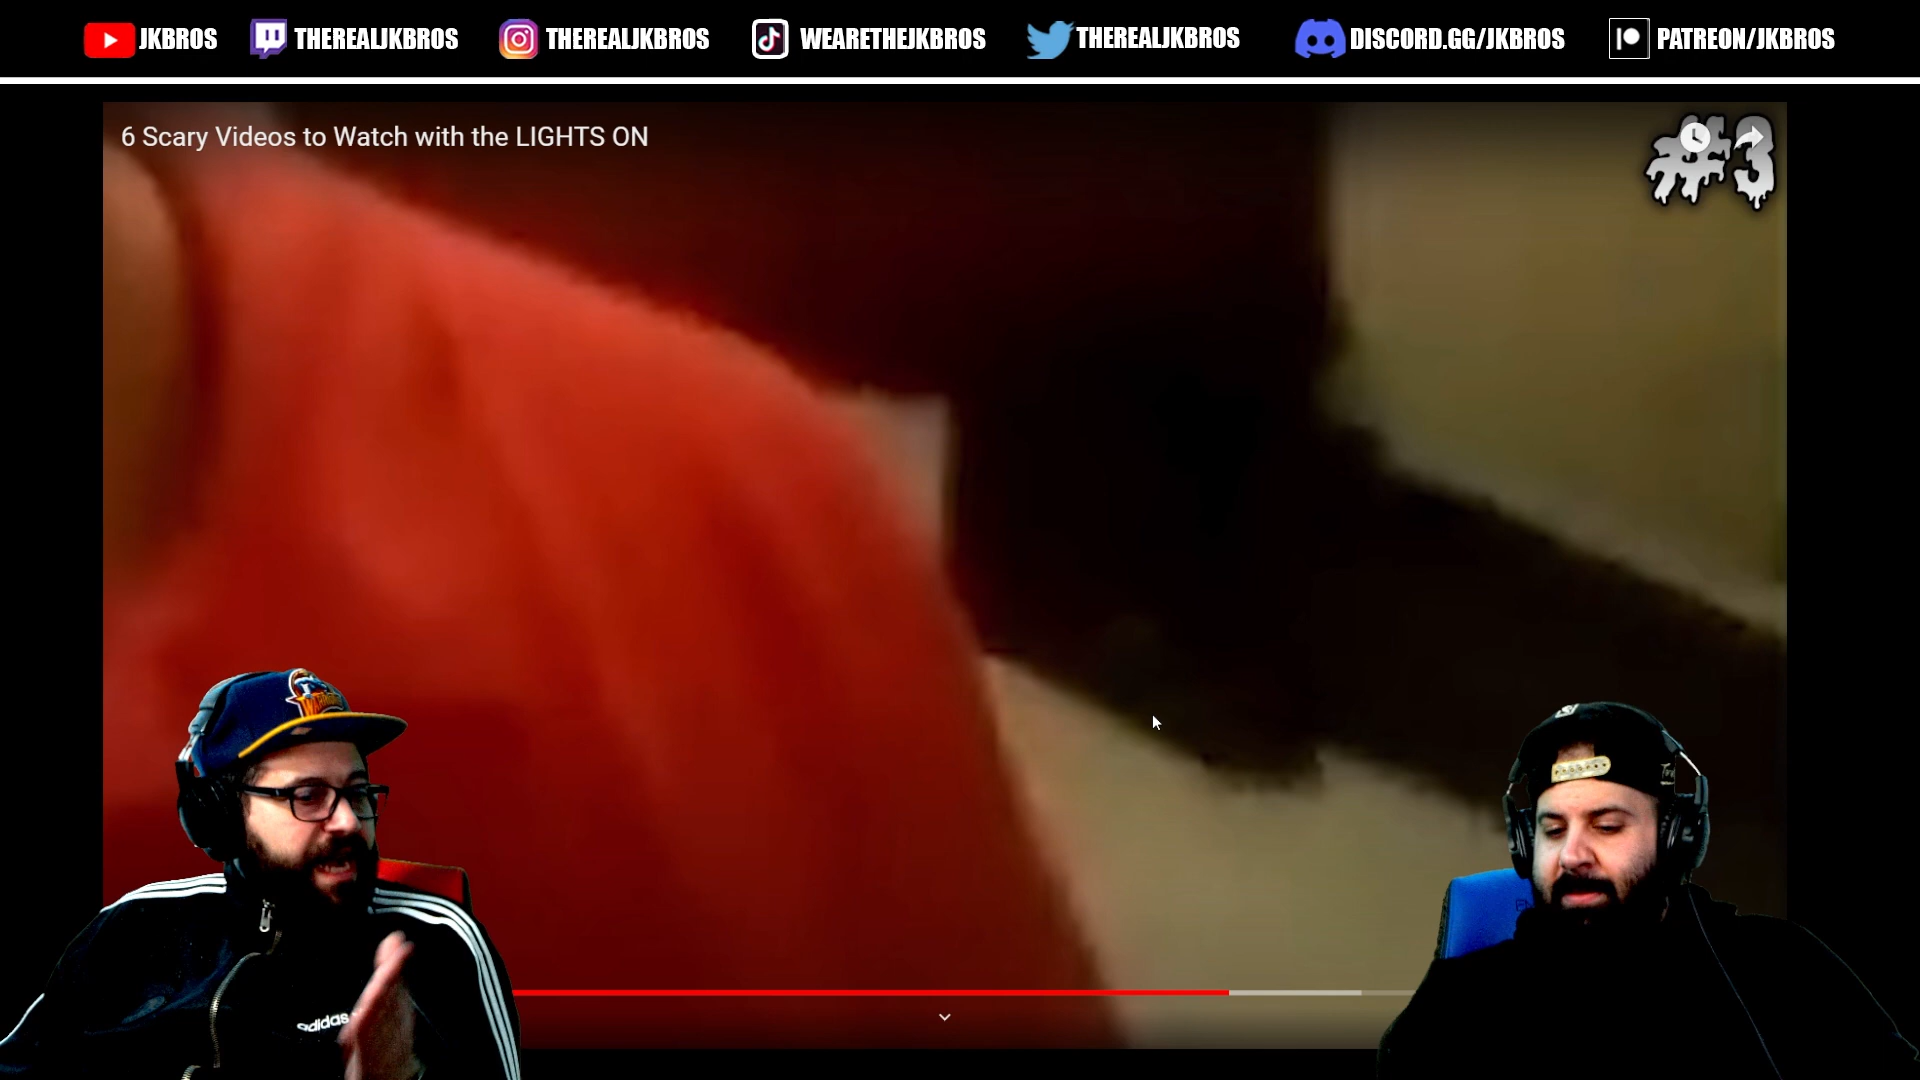 JKBROS THEREALJKBROS THEREALJKBROS WEARETHEJKBROS THEREALJKBROS DISCORD.GG/JKBROS PATREON/JKBROS
6 Scary Videos to Watch with the LIGHTS ON
#3
WARRIORS
adidas